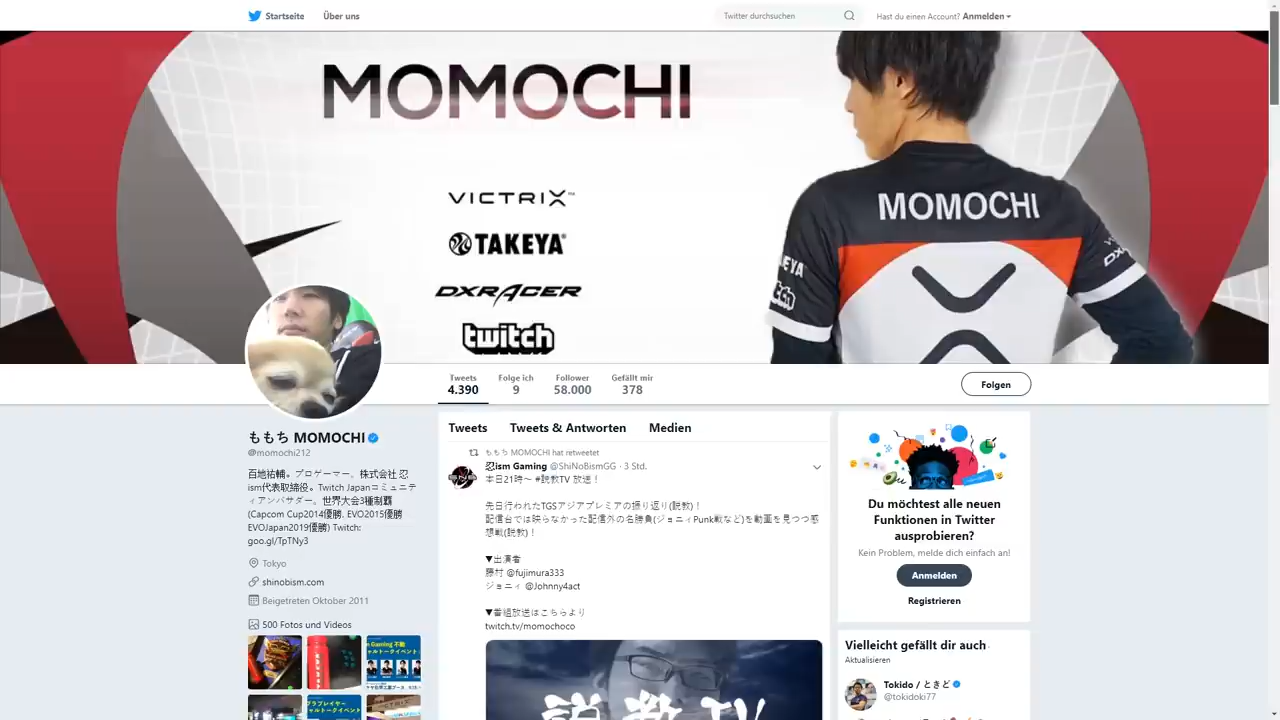 Startseite
Über uns
Twitter durchsuchen
Hast du einen Account? Anmelden
MOMOCHI
MOMOCHI
VICTRIX™
TAKEYA
DXRACER
twitch
Tweets
4.390
Folge ich
9
Follower
58.000
Gefällt mir
378
Folgen
ももち MOMOCHI
@momochi212
百地祐輔。プロゲーマー。株式会社 忍
ism代表取締役。Twitch Japanコミュニテ
ィアンバサダー。世界大会3種制覇
(Capcom Cup2014優勝. EVO2015優勝
EVOJapan2019優勝) Twitch:
goo.gl/TpTNy3
Tokyo
shinobism.com
Beigetreten Oktober 2011
500 Fotos und Videos
Tweets
Tweets & Antworten
Medien
ももち MOMOCHI hat retweetet
忍ism Gaming @ShiNoBismGG · 3 Std.
本日21時～ #説教TV 放送！
先日行われたTGSアジアプレミアの振り返り(説教)！
配信台では映らなかった配信外の名勝負(ジョニィPunk戦など)を動画を見つつ感
想戦(説教)！
▼出演者
藤村 @fujimura333
ジョニィ @Johnny4act
▼番組放送はこちらより
twitch.tv/momochoco
説教TV
Du möchtest alle neuen
Funktionen in Twitter
ausprobieren?
Kein Problem, melde dich einfach an!
Anmelden
Registrieren
Vielleicht gefällt dir auch
Aktualisieren
Tokido / ときど
@tokidoki77